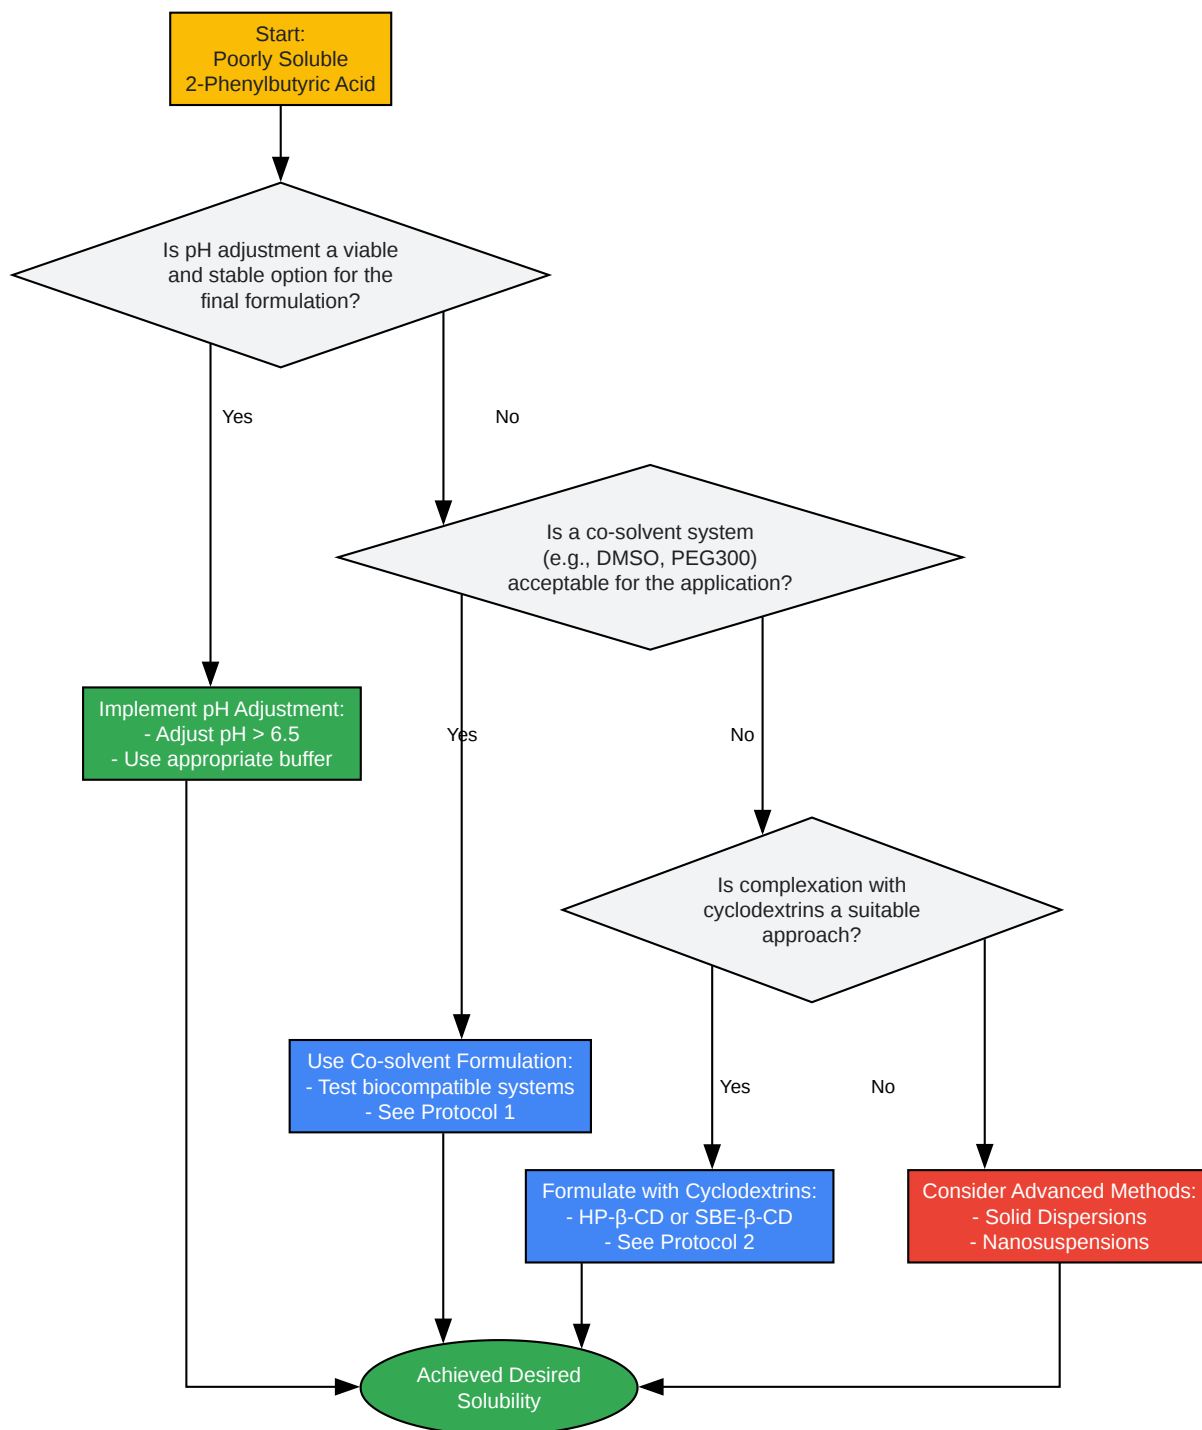 Start:
Poorly Soluble
2-Phenylbutyric Acid
Is pH adjustment a viable
and stable option for the
final formulation?
Yes
No
Is a co-solvent system
(e.g., DMSO, PEG300)
acceptable for the application?
Implement pH Adjustment:
- Adjust pH > 6.5
- Use appropriate buffer
Yes
No
Is complexation with
cyclodextrins a suitable
approach?
Use Co-solvent Formulation:
- Test biocompatible systems
- See Protocol 1
Yes
No
Formulate with Cyclodextrins:
- HP-β-CD or SBE-β-CD
- See Protocol 2
Consider Advanced Methods:
- Solid Dispersions
- Nanosuspensions
Achieved Desired
Solubility